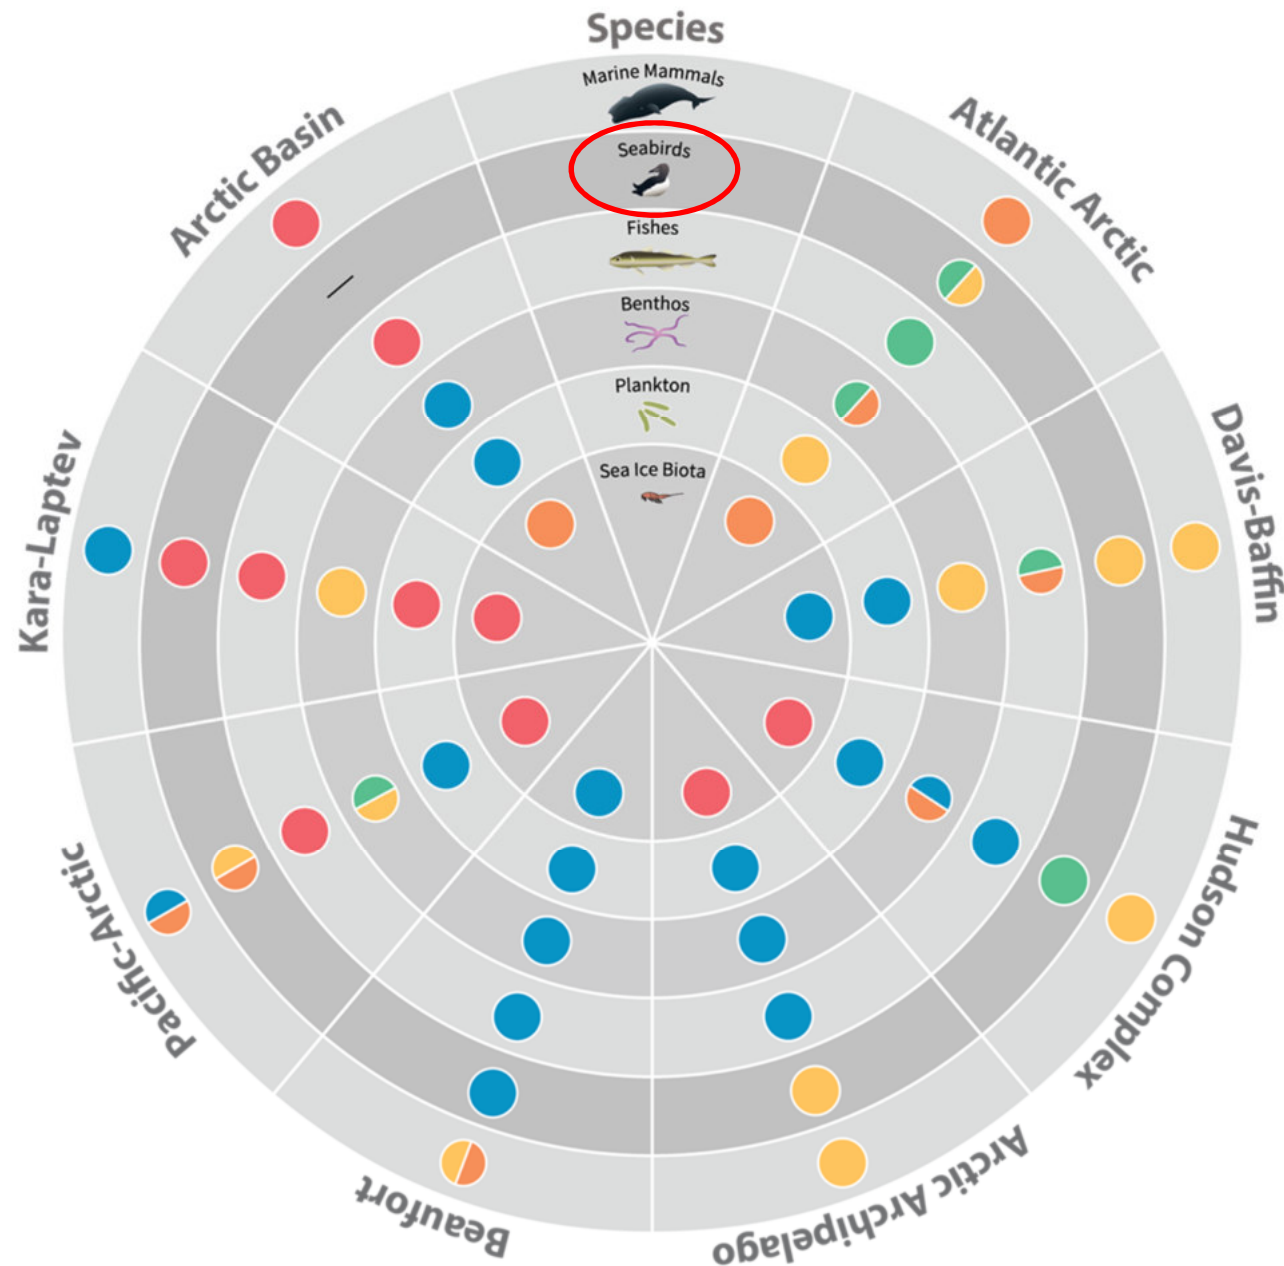 Species
Marine Mammals
Seabirds
Fishes
Benthos
Plankton
Sea Ice Biota
Atlantic Arctic
Davis-Baffin
Hudson Complex
Arctic Archipelago
Beaufort
Pacific-Arctic
Kara-Laptev
Arctic Basin